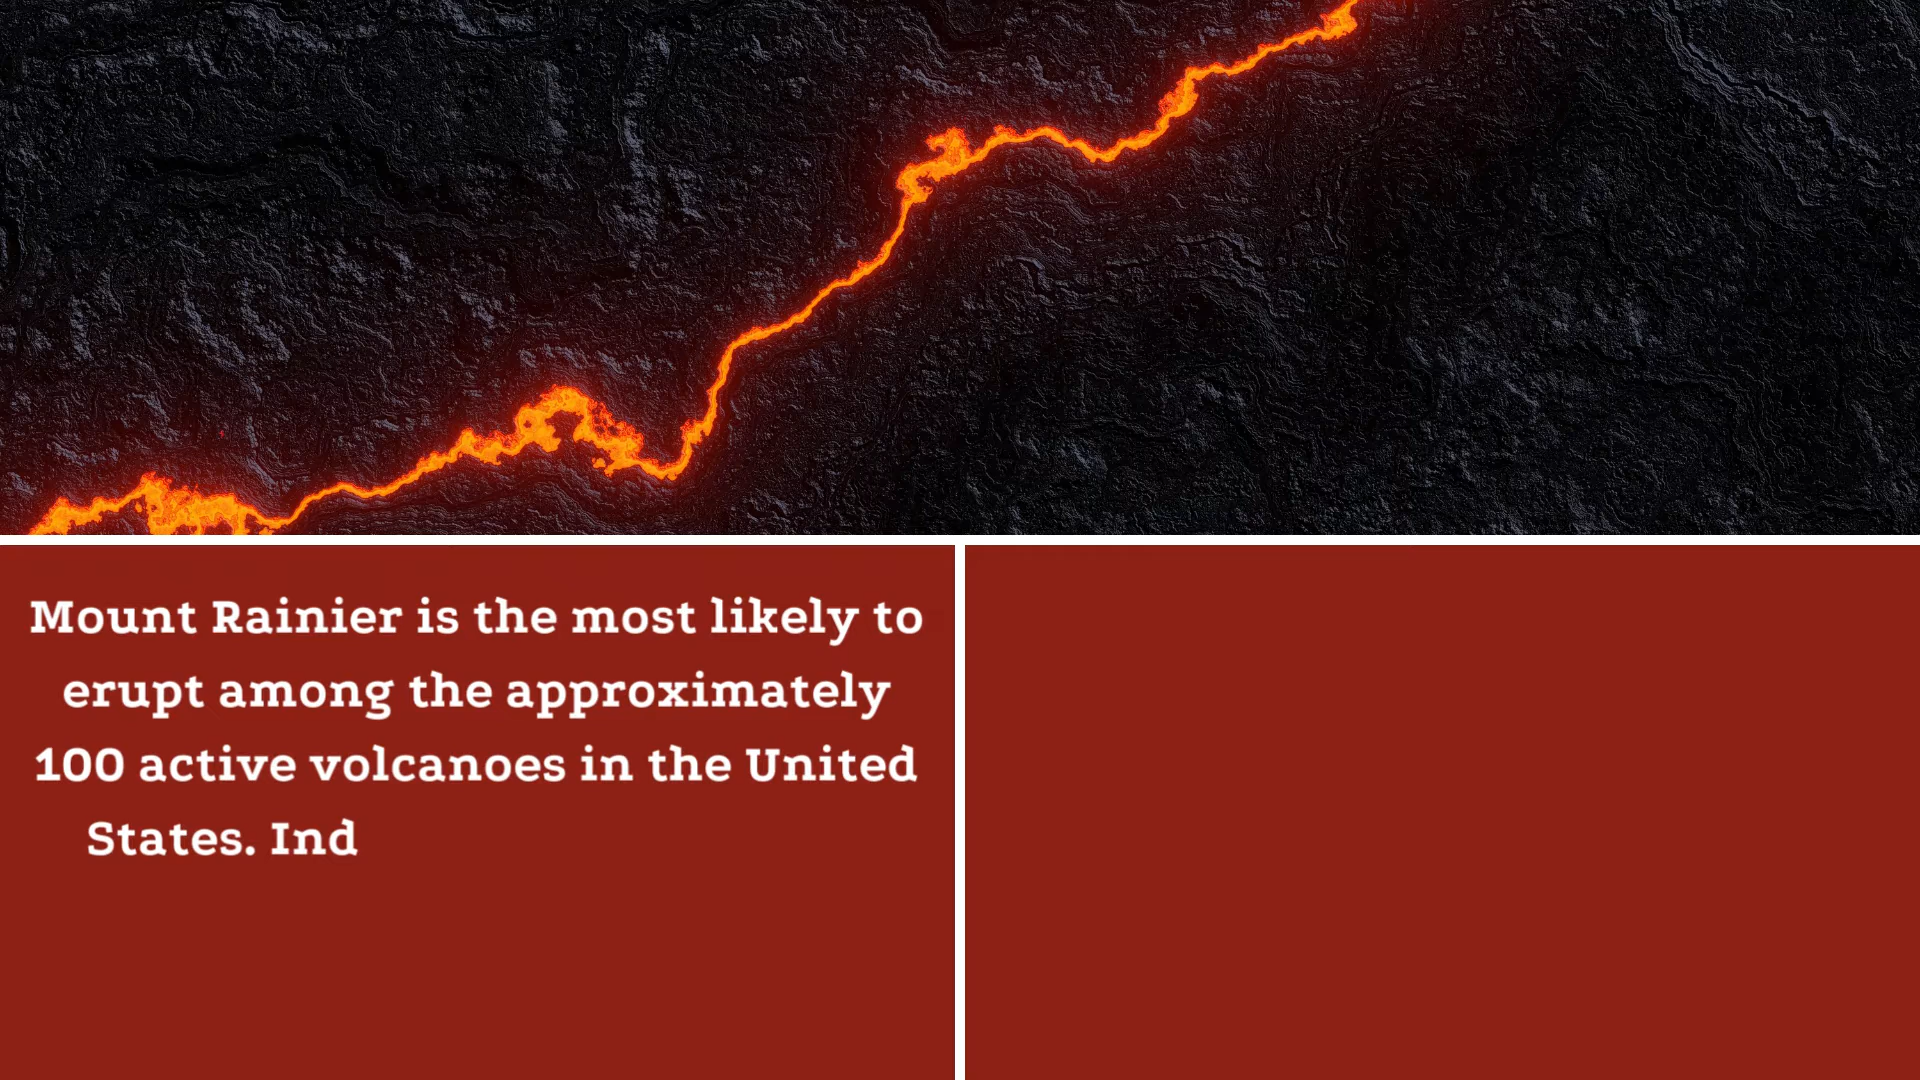 Mount Rainier is the most likely to
erupt among the approximately
100 active volcanoes in the United
States. Ind